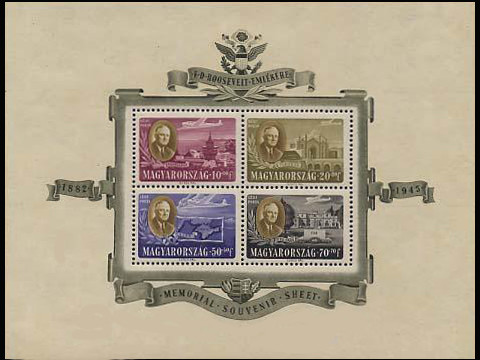 F·D·ROOSEVELT·EMLÉKÉRE
MAGYARORSZÁG·10
MAGYARORSZÁG·20
1882
1945
MAGYARORSZÁG·50
MAGYARORSZÁG·70
·MEMORIAL·SOUVENIR·SHEET·